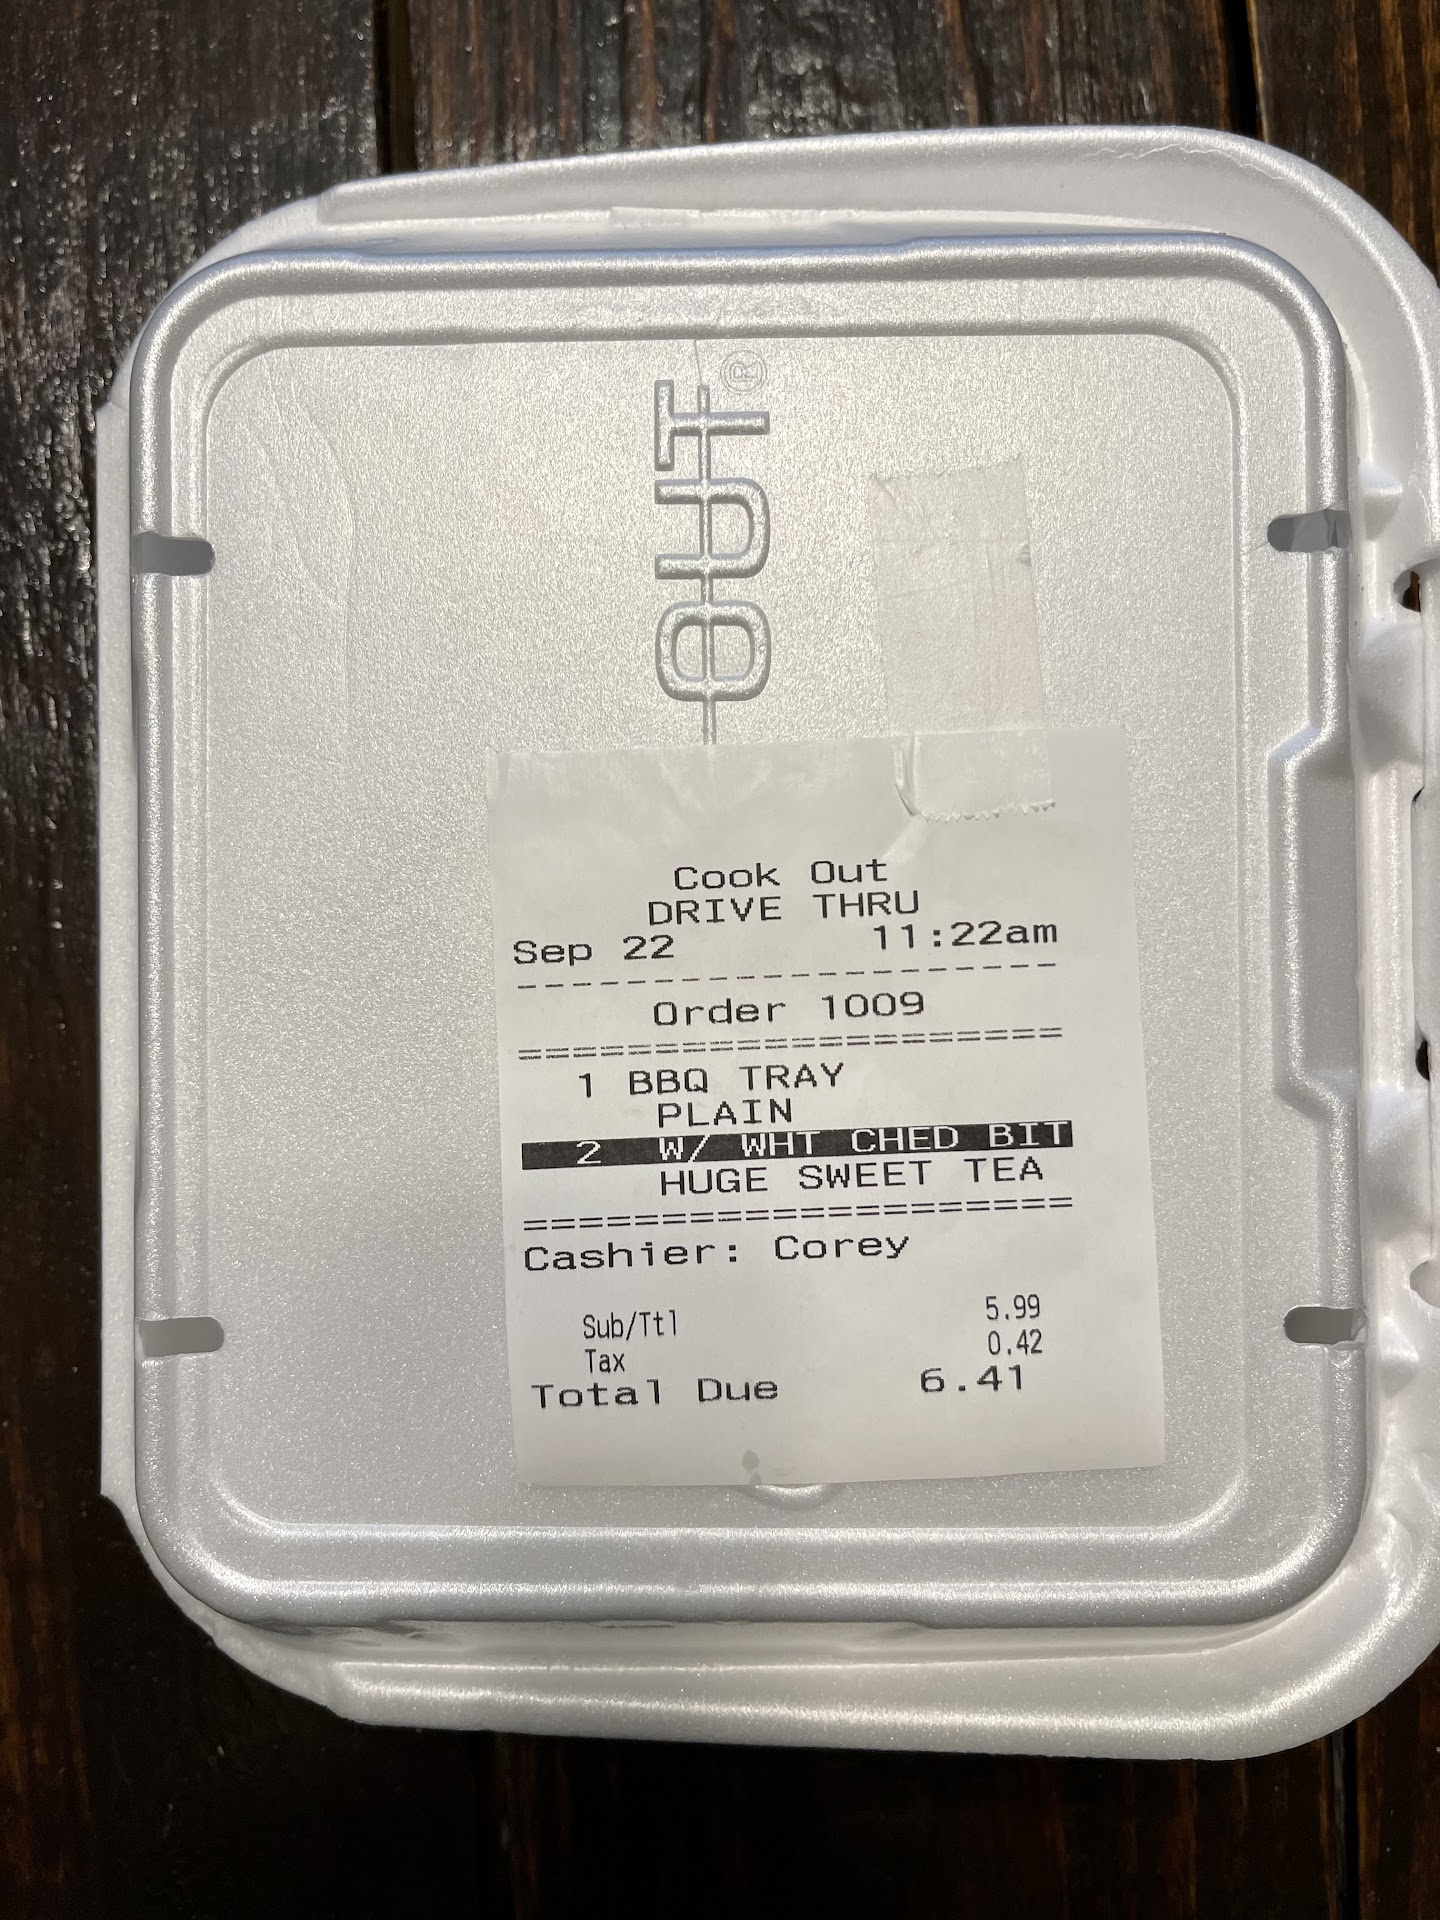 OUT®
Cook Out
DRIVE THRU
Sep 22 11:22am
--------------------
Order 1009
====================
1 BBQ TRAY
PLAIN
2 W/ WHT CHED BIT
HUGE SWEET TEA
====================
Cashier: Corey
Sub/Ttl 5.99
Tax 0.42
Total Due 6.41